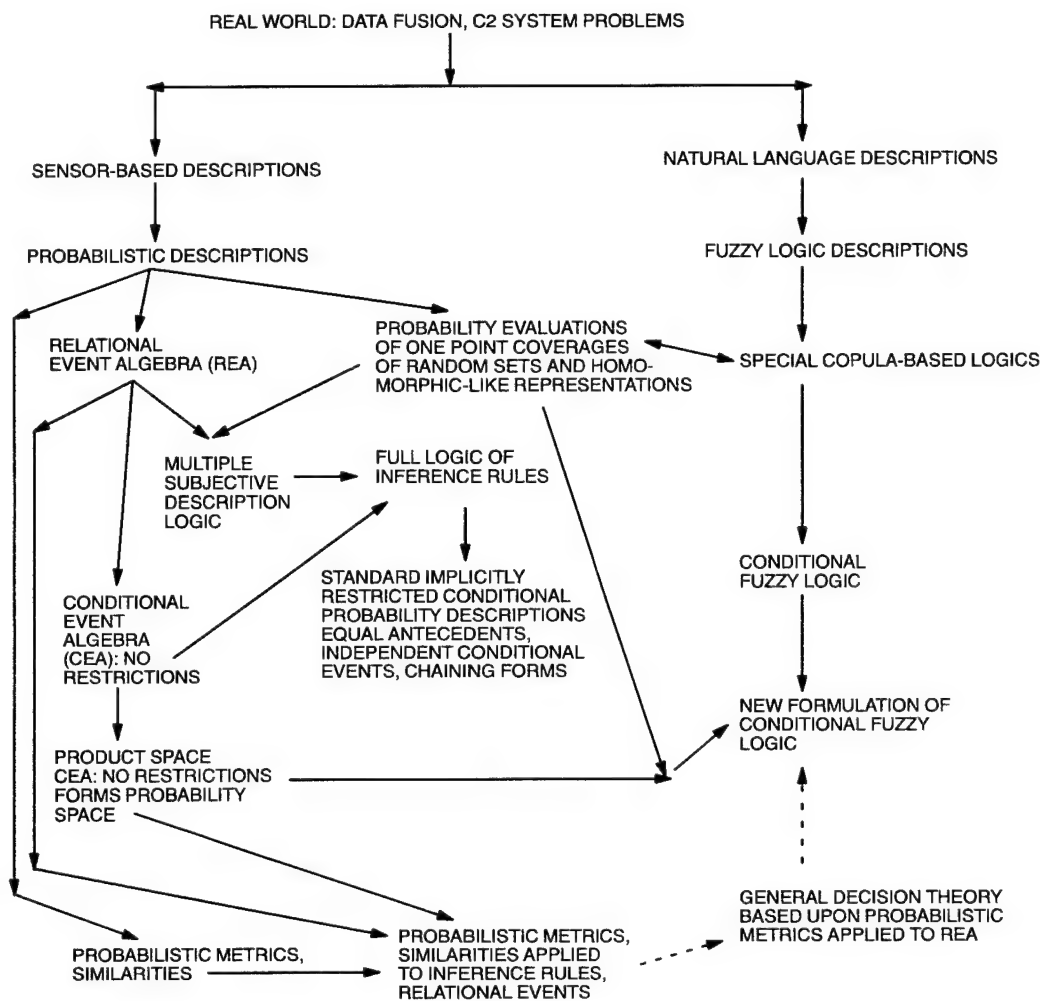 REAL WORLD: DATA FUSION, C2 SYSTEM PROBLEMS
SENSOR-BASED DESCRIPTIONS
NATURAL LANGUAGE DESCRIPTIONS
PROBABILISTIC DESCRIPTIONS
FUZZY LOGIC DESCRIPTIONS
RELATIONAL
EVENT ALGEBRA (REA)
PROBABILITY EVALUATIONS
OF ONE POINT COVERAGES
OF RANDOM SETS AND HOMO-
MORPHIC-LIKE REPRESENTATIONS
SPECIAL COPULA-BASED LOGICS
MULTIPLE
SUBJECTIVE
DESCRIPTION
LOGIC
FULL LOGIC OF
INFERENCE RULES
CONDITIONAL
EVENT
ALGEBRA
(CEA): NO
RESTRICTIONS
STANDARD IMPLICITLY
RESTRICTED CONDITIONAL
PROBABILITY DESCRIPTIONS
EQUAL ANTECEDENTS,
INDEPENDENT CONDITIONAL
EVENTS, CHAINING FORMS
CONDITIONAL
FUZZY LOGIC
NEW FORMULATION OF
CONDITIONAL FUZZY
LOGIC
PRODUCT SPACE
CEA: NO RESTRICTIONS
FORMS PROBABILITY
SPACE
PROBABILISTIC METRICS,
SIMILARITIES
PROBABILISTIC METRICS,
SIMILARITIES APPLIED
TO INFERENCE RULES,
RELATIONAL EVENTS
GENERAL DECISION THEORY
BASED UPON PROBABILISTIC
METRICS APPLIED TO REA